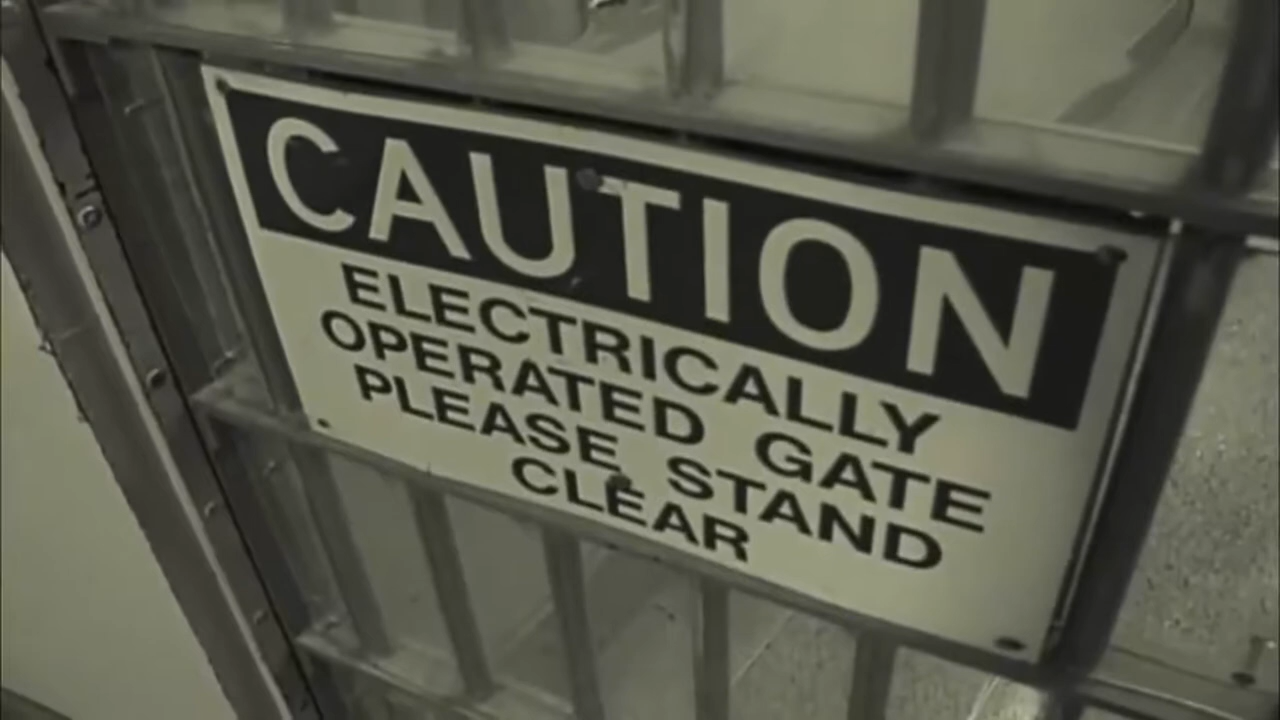 CAUTION
ELECTRICALLY
OPERATED GATE
PLEASE STAND
CLEAR